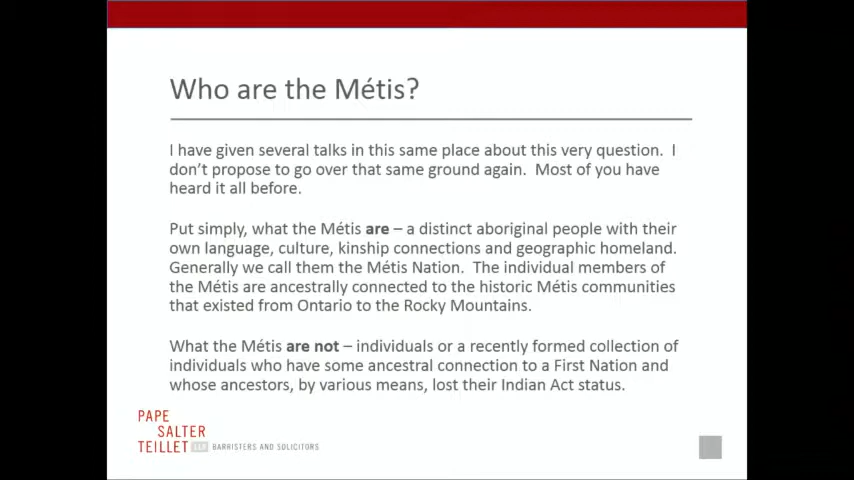 Who are the Métis?
I have given several talks in this same place about this very question.  I
don't propose to go over that same ground again.  Most of you have
heard it all before.
Put simply, what the Métis are – a distinct aboriginal people with their
own language, culture, kinship connections and geographic homeland.
Generally we call them the Métis Nation.  The individual members of
the Métis are ancestrally connected to the historic Métis communities
that existed from Ontario to the Rocky Mountains.
What the Métis are not – individuals or a recently formed collection of
individuals who have some ancestral connection to a First Nation and
whose ancestors, by various means, lost their Indian Act status.
PAPE
SALTER
TEILLET LLP BARRISTERS AND SOLICITORS